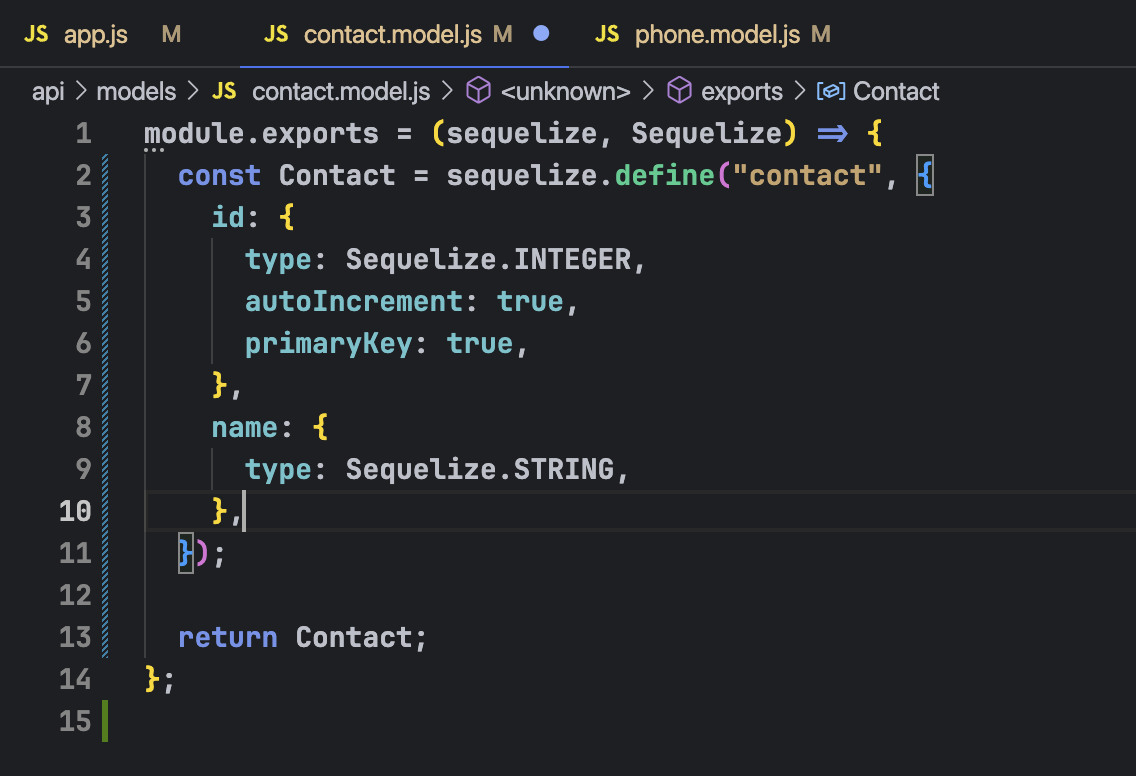 JS app.js M JS contact.model.js M JS phone.model.js M
api > models > JS contact.model.js > <unknown> > exports > Contact
1 module.exports = (sequelize, Sequelize) => {
2 const Contact = sequelize.define("contact", {
3 id: {
4 type: Sequelize.INTEGER,
5 autoIncrement: true,
6 primaryKey: true,
7 },
8 name: {
9 type: Sequelize.STRING,
10 },
11 });
12
13 return Contact;
14 };
15